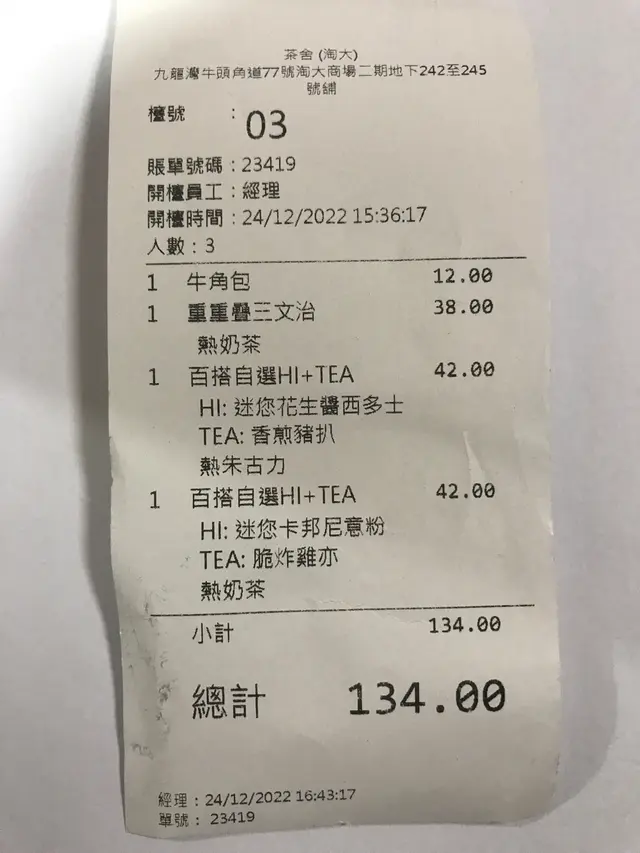 茶舍 (淘大)
九龍灣牛頭角道77號淘大商場二期地下242至245
號舖
檯號 : 03
賬單號碼 : 23419
開檯員工 : 經理
開檯時間 : 24/12/2022 15:36:17
人數 : 3
1 牛角包 12.00
1 重重疊三文治 38.00
熱奶茶
1 百搭自選HI+TEA 42.00
HI: 迷您花生醬西多士
TEA: 香煎豬扒
熱朱古力
1 百搭自選HI+TEA 42.00
HI: 迷您卡邦尼意粉
TEA: 脆炸雞亦
熱奶茶
小計 134.00
總計 134.00
經理 : 24/12/2022 16:43:17
單號 : 23419